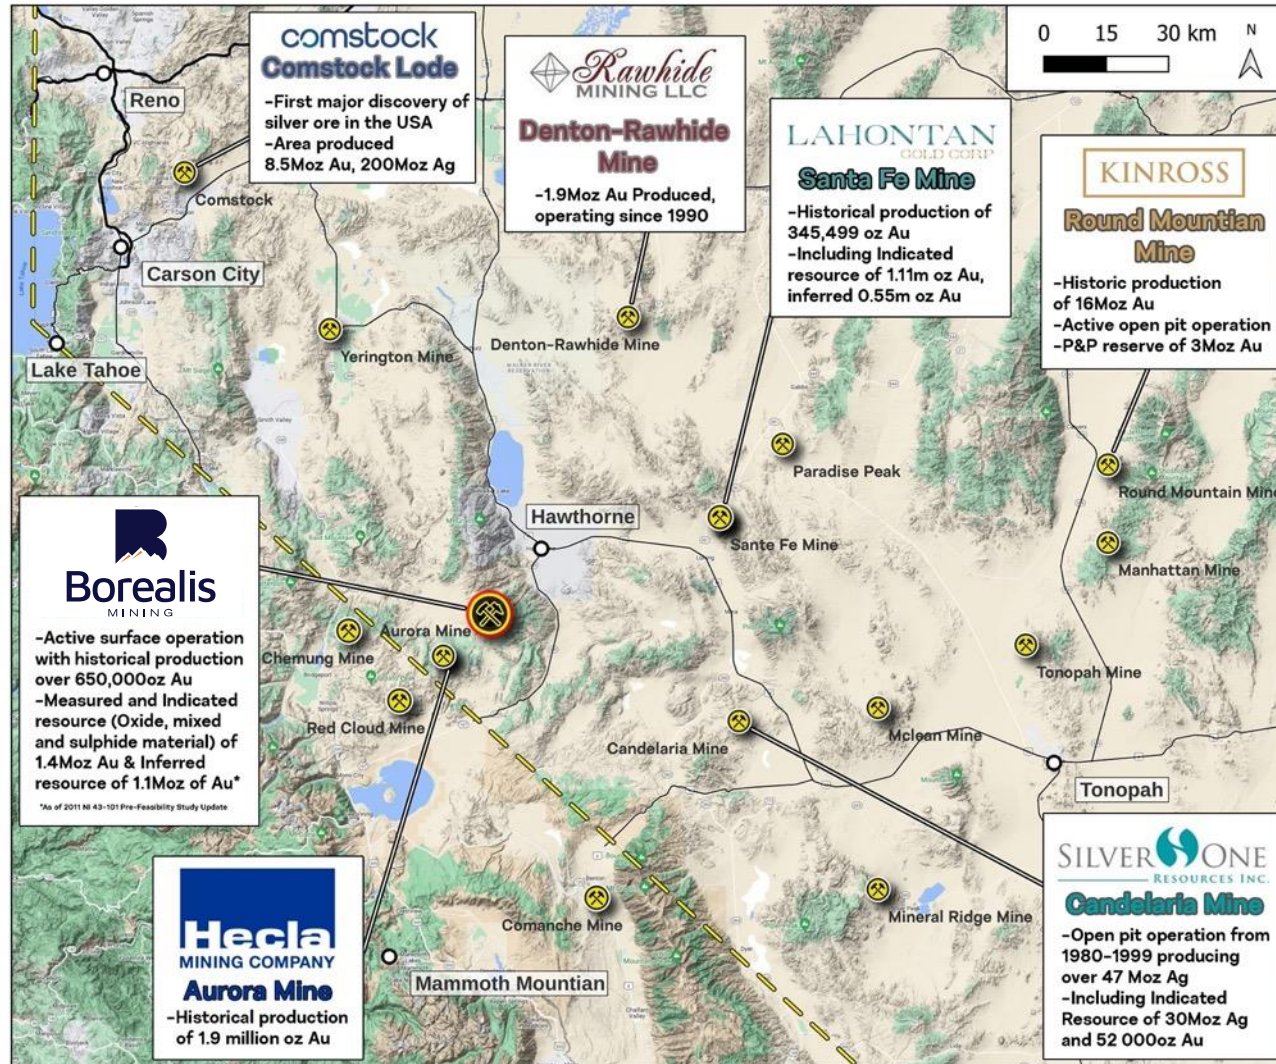 0 15 30 km
N
comstock
Comstock Lode
-First major discovery of
silver ore in the USA
-Area produced
8.5Moz Au, 200Moz Ag
Rawhide
MINING LLC
Denton-Rawhide
Mine
-1.9Moz Au Produced,
operating since 1990
LAHONTAN
GOLD CORP
Santa Fe Mine
-Historical production of
345,499 oz Au
-Including Indicated
resource of 1.11m oz Au,
inferred 0.55m oz Au
KINROSS
Round Mountian
Mine
-Historic production
of 16Moz Au
-Active open pit operation
-P&P reserve of 3Moz Au
Reno
Comstock
Carson City
Lake Tahoe
Yerington Mine
Denton-Rawhide Mine
Paradise Peak
Round Mountain Mine
Hawthorne
Sante Fe Mine
Manhattan Mine
Borealis
MINING
-Active surface operation
with historical production
over 650,000oz Au
-Measured and Indicated
resource (Oxide, mixed
and sulphide material) of
1.4Moz Au & Inferred
resource of 1.1Moz of Au*
*As of 2011 NI 43-101 Pre-Feasibility Study Update
Aurora Mine
Chemung Mine
Red Cloud Mine
Tonopah Mine
Candelaria Mine
Mclean Mine
Tonopah
Hecla
MINING COMPANY
Aurora Mine
-Historical production
of 1.9 million oz Au
Mammoth Mountian
Comanche Mine
Mineral Ridge Mine
SILVER ONE
RESOURCES INC.
Candelaria Mine
-Open pit operation from
1980-1999 producing
over 47 Moz Ag
-Including Indicated
Resource of 30Moz Ag
and 52 000oz Au